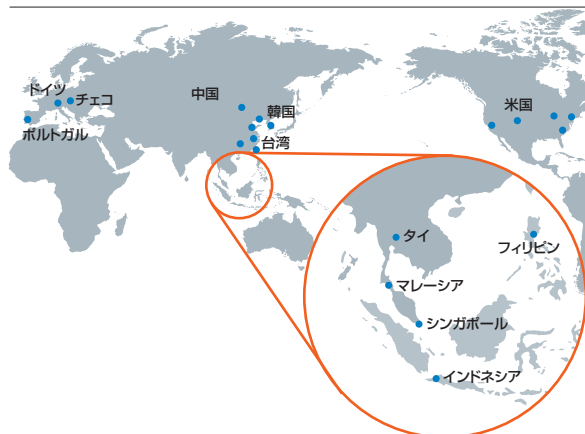 ドイツ
チェコ
ポルトガル
中国
韓国
台湾
米国
タイ
フィリピン
マレーシア
シンガポール
インドネシア